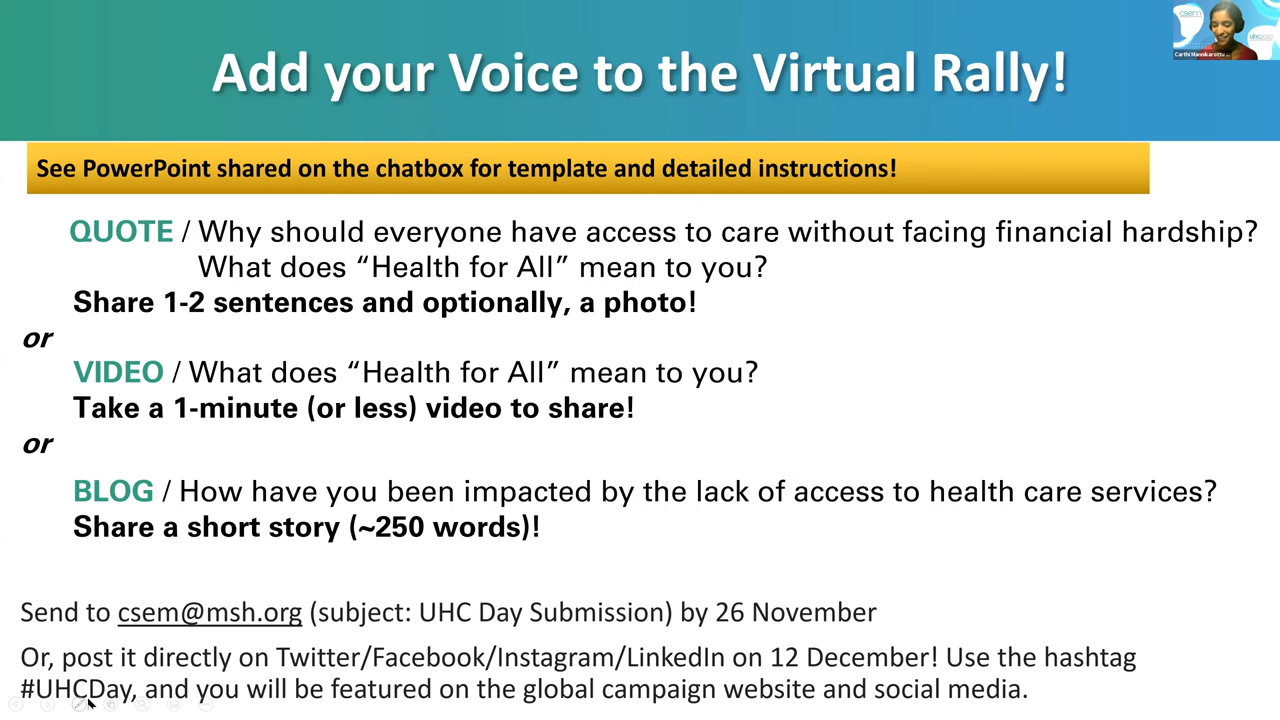 csem
Carthi Mannikarottu ...
Add your Voice to the Virtual Rally!
See PowerPoint shared on the chatbox for template and detailed instructions!
QUOTE / Why should everyone have access to care without facing financial hardship?
What does “Health for All” mean to you?
Share 1-2 sentences and optionally, a photo!
or
VIDEO / What does “Health for All” mean to you?
Take a 1-minute (or less) video to share!
or
BLOG / How have you been impacted by the lack of access to health care services?
Share a short story (~250 words)!
Send to csem@msh.org (subject: UHC Day Submission) by 26 November
Or, post it directly on Twitter/Facebook/Instagram/LinkedIn on 12 December! Use the hashtag
#UHCDay, and you will be featured on the global campaign website and social media.